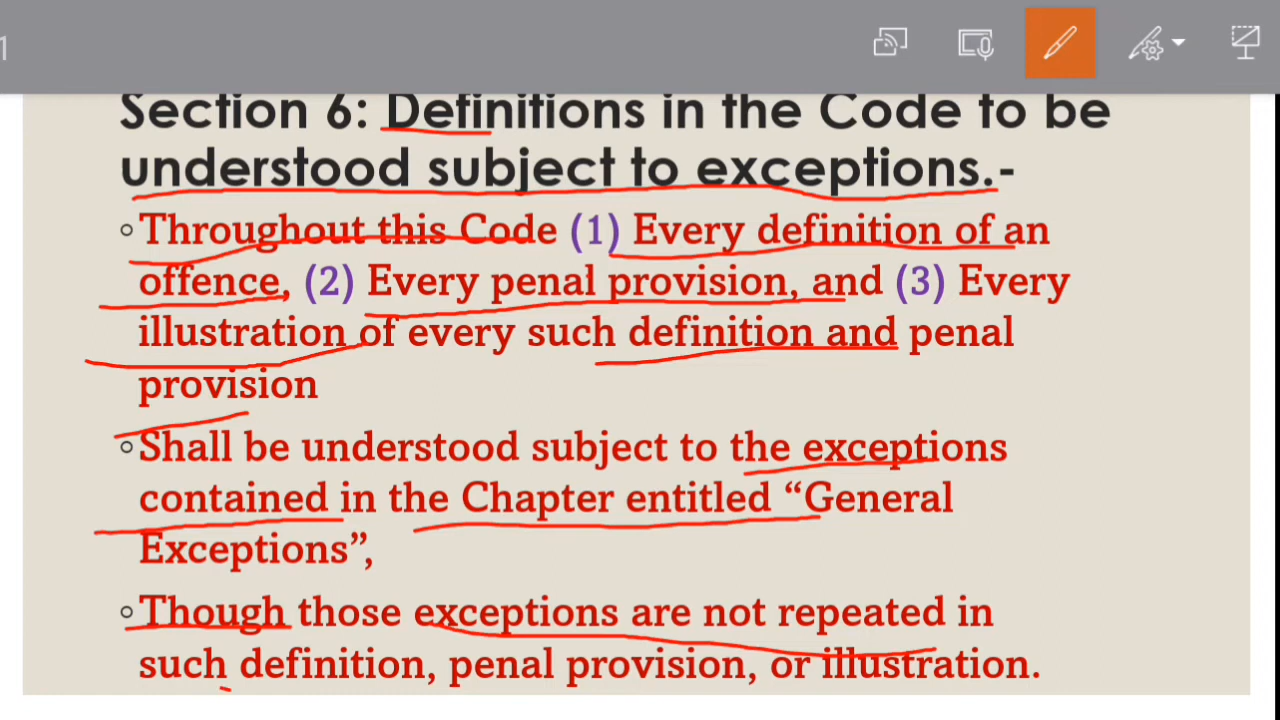 1
Section 6: Definitions in the Code to be
understood subject to exceptions.-
◦Throughout this Code (1) Every definition of an
offence, (2) Every penal provision, and (3) Every
illustration of every such definition and penal
provision
◦Shall be understood subject to the exceptions
contained in the Chapter entitled “General
Exceptions”,
◦Though those exceptions are not repeated in
such definition, penal provision, or illustration.